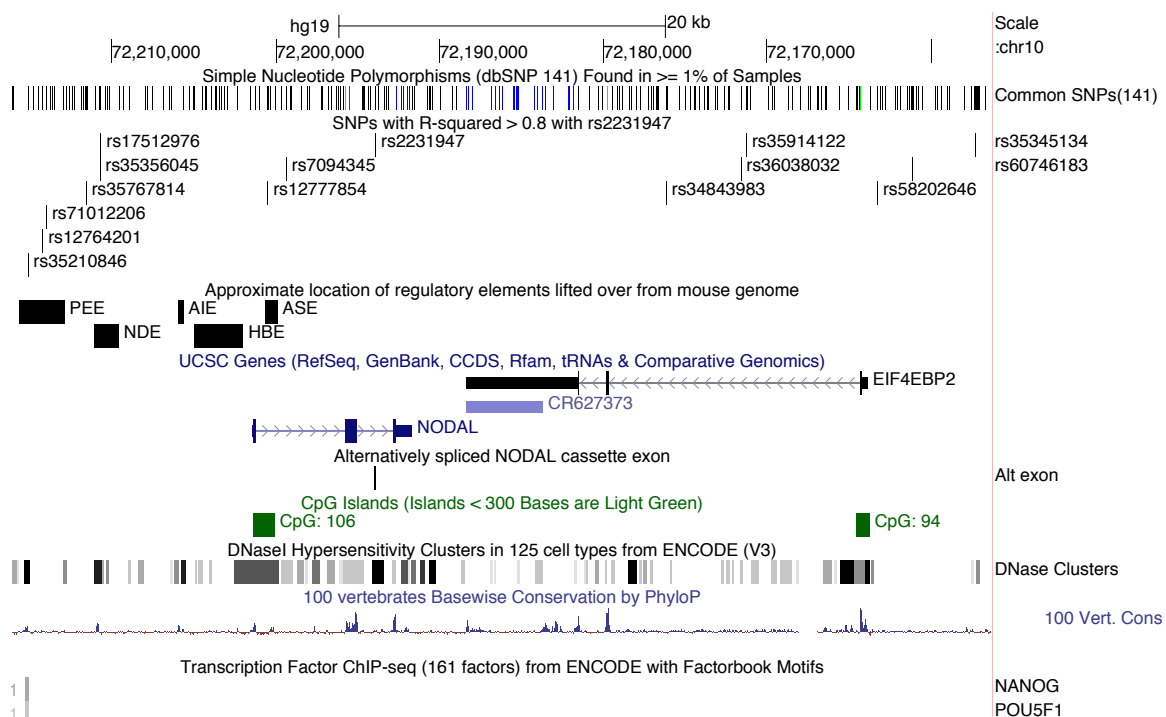 hg19 20 kb Scale
72,210,000 72,200,000 72,190,000 72,180,000 72,170,000 :chr10
Simple Nucleotide Polymorphisms (dbSNP 141) Found in >= 1% of Samples
Common SNPs(141)
SNPs with R-squared > 0.8 with rs2231947
rs17512976 rs2231947 rs35914122 rs35345134
rs35356045 rs7094345 rs36038032 rs60746183
rs35767814 rs12777854 rs34843983 rs58202646
rs71012206
rs12764201
rs35210846
Approximate location of regulatory elements lifted over from mouse genome
PEE AIE ASE
NDE HBE
UCSC Genes (RefSeq, GenBank, CCDS, Rfam, tRNAs & Comparative Genomics)
EIF4EBP2
CR627373
NODAL
Alternatively spliced NODAL cassette exon
Alt exon
CpG Islands (Islands < 300 Bases are Light Green)
CpG: 106 CpG: 94
DNaseI Hypersensitivity Clusters in 125 cell types from ENCODE (V3)
DNase Clusters
100 vertebrates Basewise Conservation by PhyloP
100 Vert. Cons
Transcription Factor ChIP-seq (161 factors) from ENCODE with Factorbook Motifs
1 NANOG
1 POU5F1